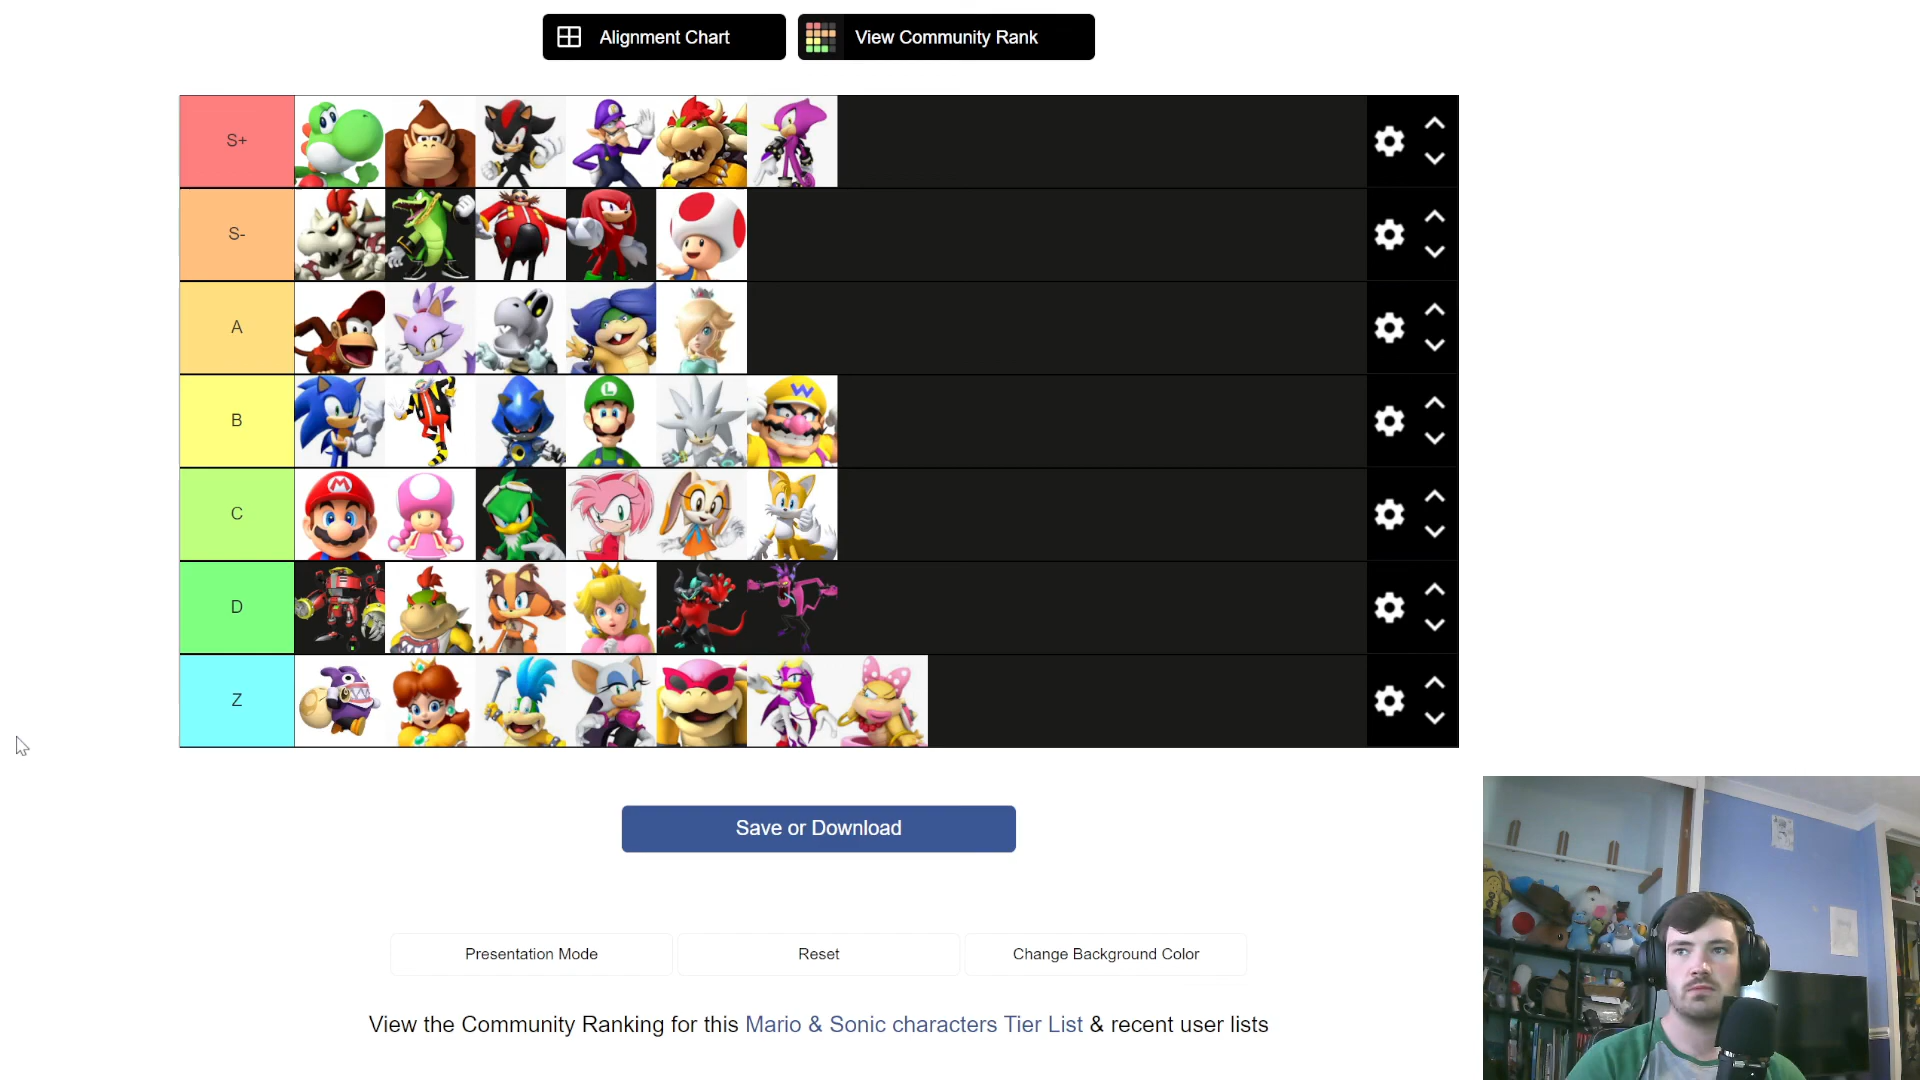 Alignment Chart
View Community Rank
S+
S-
A
B
C
D
Z
Save or Download
Presentation Mode
Reset
Change Background Color
View the Community Ranking for this Mario & Sonic characters Tier List & recent user lists